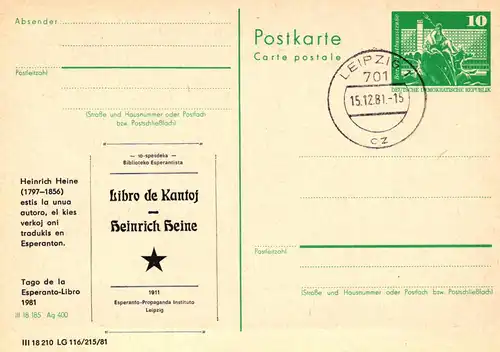 Absender
Postleitzahl
(Straße und Hausnummer oder Postfach
bzw. Postschließfach)
Postkarte
Carte postale
10
DEUTSCHE DEMOKRATISCHE REPUBLIK
LEIPZIG 1
701
15.12.81.-15
cz
Heinrich Heine
(1797–1856)
estis la unua
autoro, el kies
verkoj oni
tradukis en
Esperanton.
Tago de la
Esperanto-Libro
1981
III 18 185 Ag 400
— 10-spesdeka —
Biblioteko Esperantista
Libro de Kantoj
Heinrich Heine
1911
Esperanto-Propaganda Instituto
Leipzig
Postleitzahl
(Straße und Hausnummer oder Postfach bzw. Postschließfach)
III 18 210 LG 116/215/81